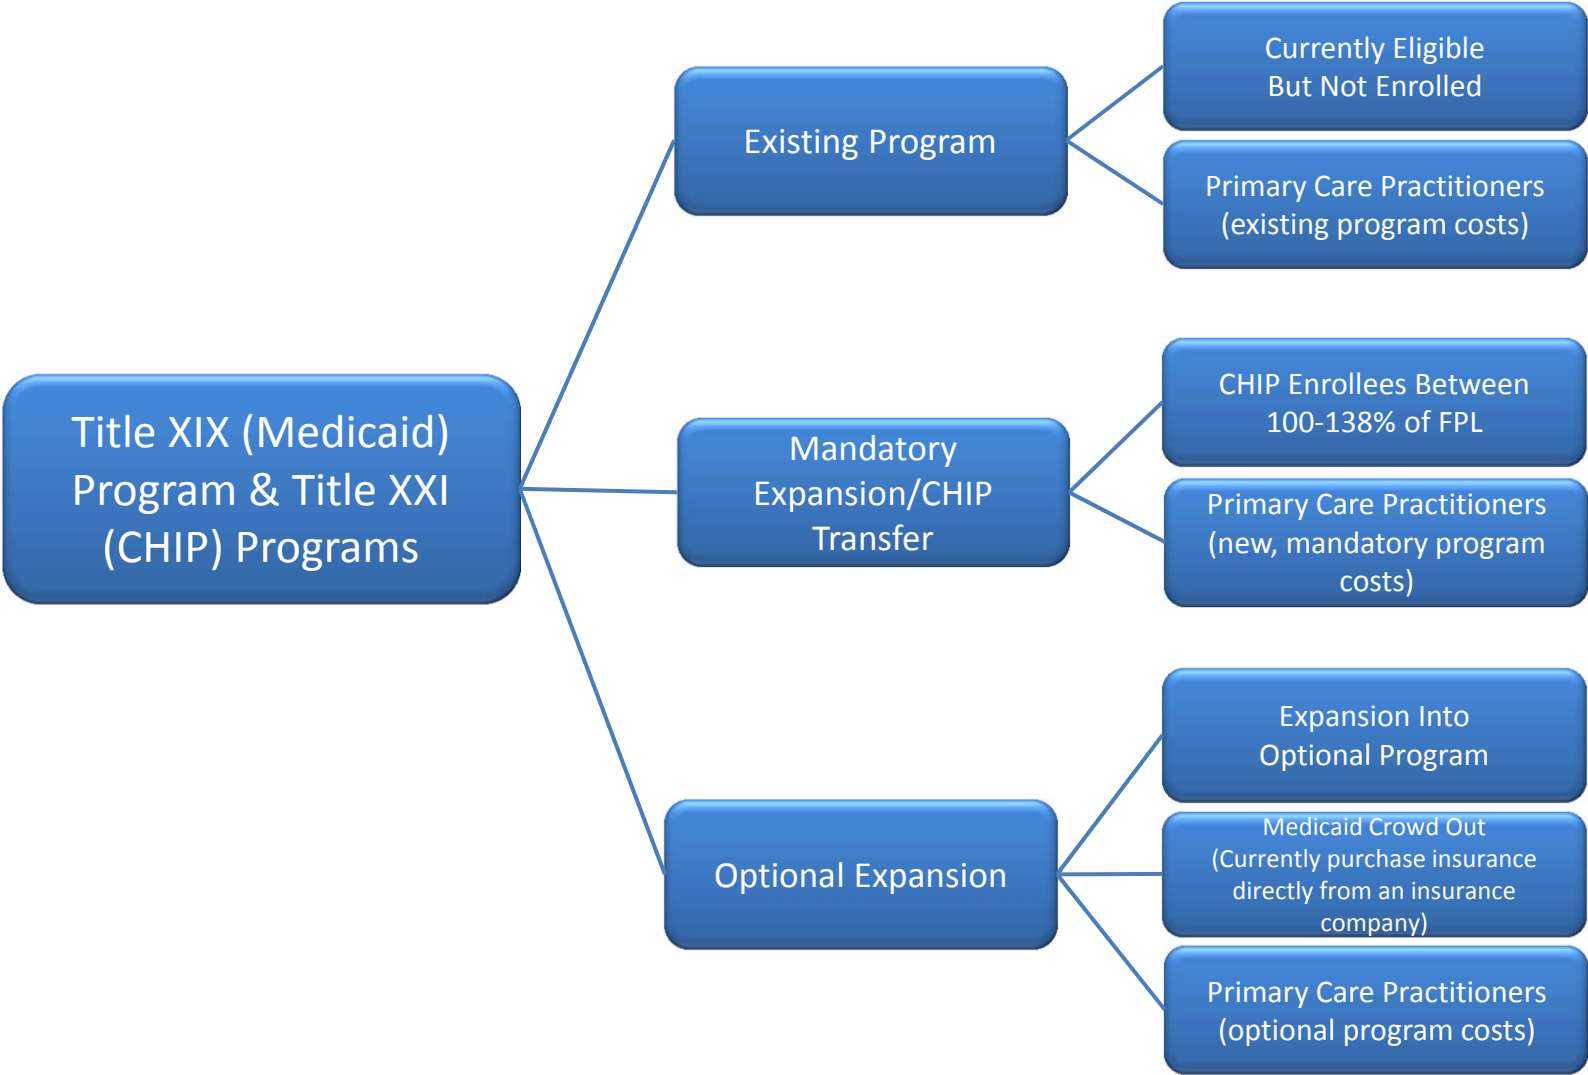 Title XIX (Medicaid)
Program & Title XXI
(CHIP) Programs
Existing Program
Currently Eligible
But Not Enrolled
Primary Care Practitioners
(existing program costs)
Mandatory
Expansion/CHIP
Transfer
CHIP Enrollees Between
100-138% of FPL
Primary Care Practitioners
(new, mandatory program
costs)
Optional Expansion
Expansion Into
Optional Program
Medicaid Crowd Out
(Currently purchase insurance
directly from an insurance
company)
Primary Care Practitioners
(optional program costs)